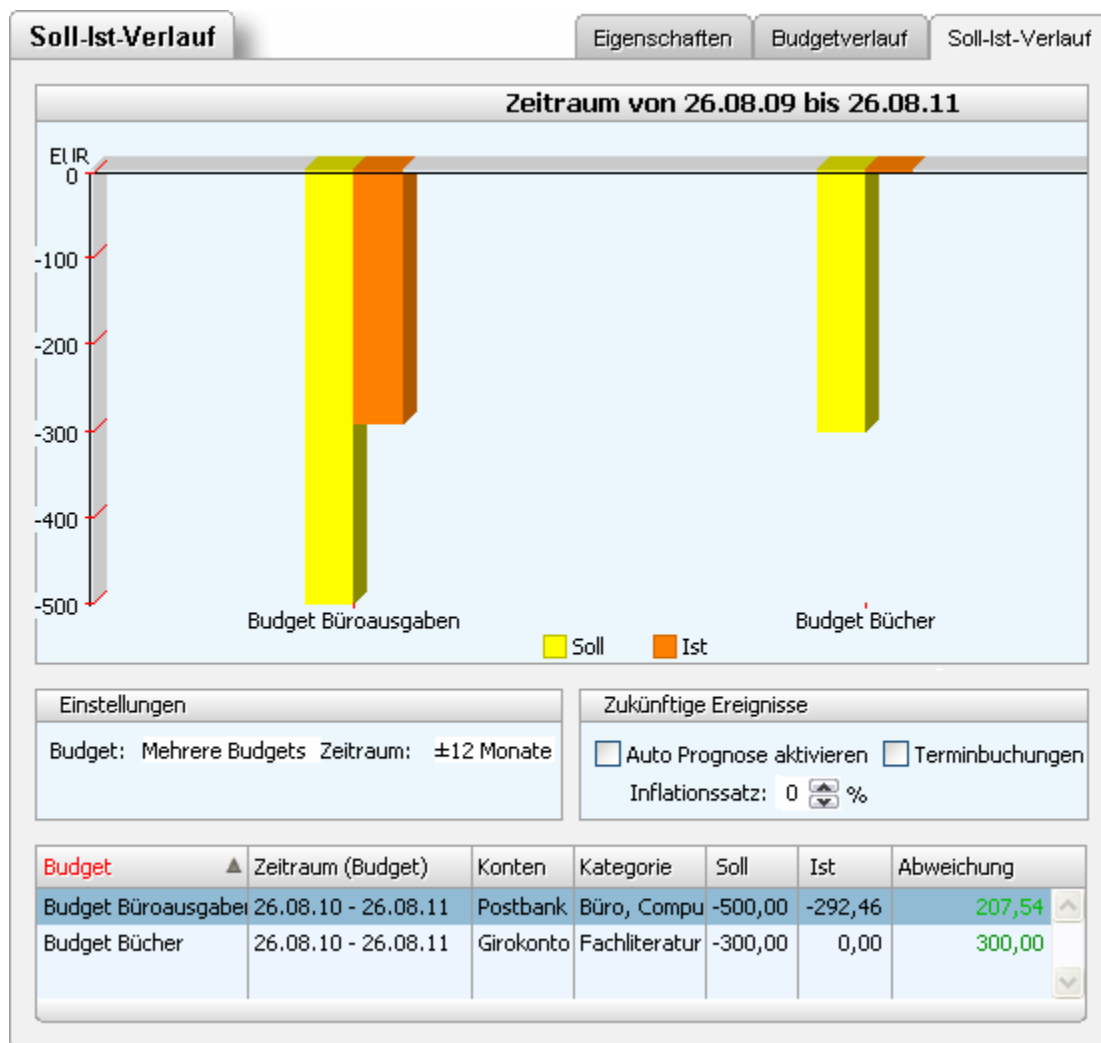 Soll-Ist-Verlauf
Eigenschaften Budgetverlauf Soll-Ist-Verlauf
Zeitraum von 26.08.09 bis 26.08.11
EUR
0
-100
-200
-300
-400
-500
Budget Büroausgaben Budget Bücher
Soll Ist
Einstellungen
Budget: Mehrere Budgets Zeitraum: ±12 Monate
Zukünftige Ereignisse
Auto Prognose aktivieren Terminbuchungen
Inflationssatz: 0 %
Budget Zeitraum (Budget) Konten Kategorie Soll Ist Abweichung
Budget Büroausgaben 26.08.10 - 26.08.11 Postbank Büro, Compu -500,00 -292,46 207,54
Budget Bücher 26.08.10 - 26.08.11 Girokonto Fachliteratur -300,00 0,00 300,00